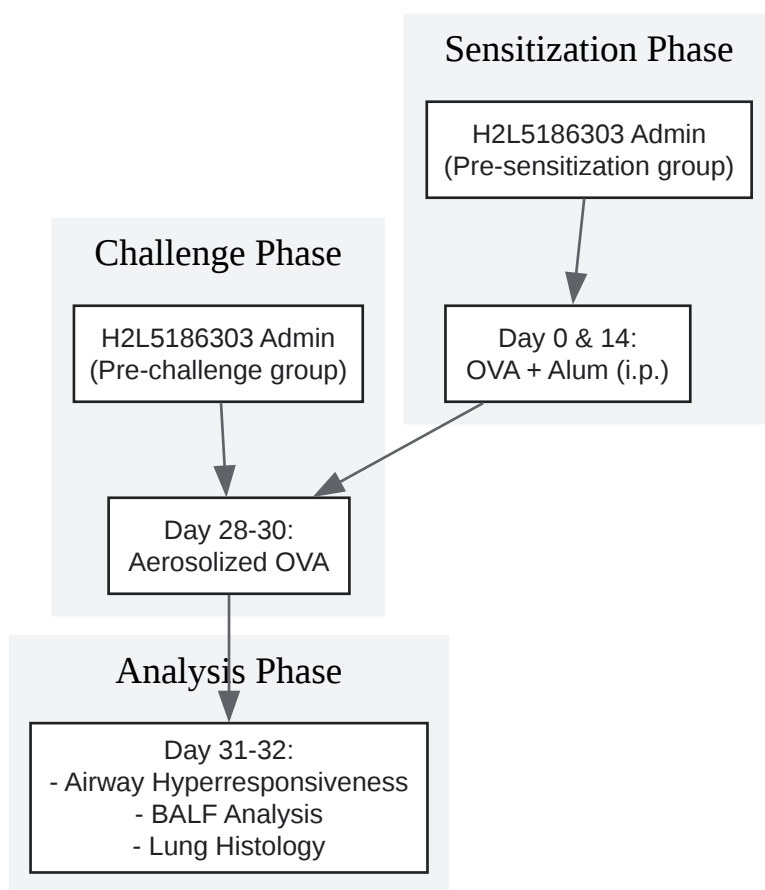 Sensitization Phase
H2L5186303 Admin
(Pre-sensitization group)
Day 0 & 14:
OVA + Alum (i.p.)
Challenge Phase
H2L5186303 Admin
(Pre-challenge group)
Day 28-30:
Aerosolized OVA
Analysis Phase
Day 31-32:
- Airway Hyperresponsiveness
- BALF Analysis
- Lung Histology